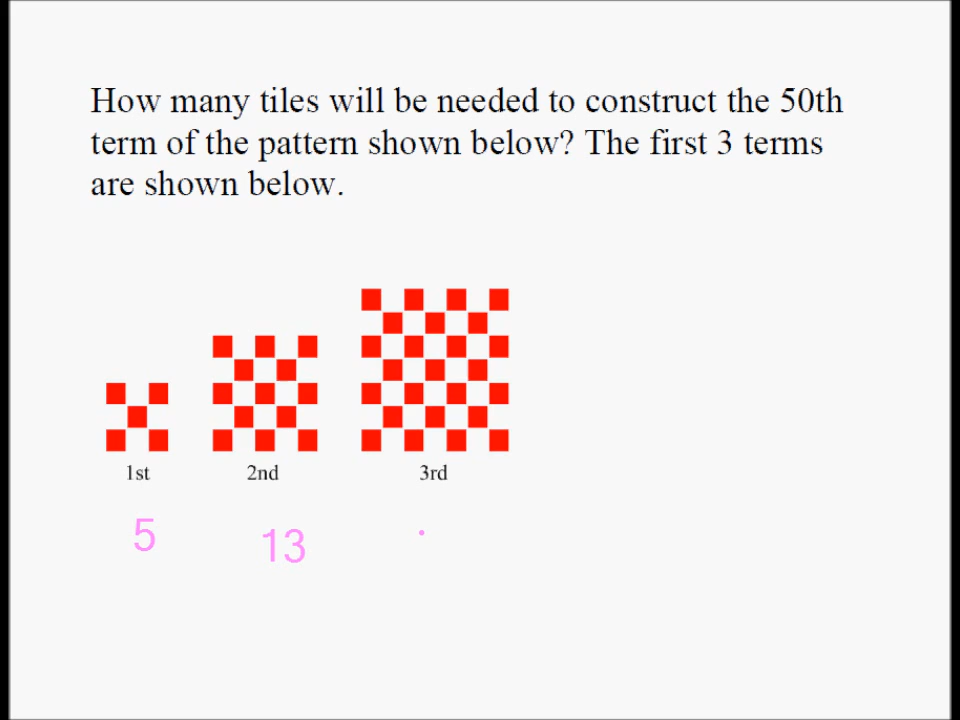 How many tiles will be needed to construct the 50th
term of the pattern shown below? The first 3 terms
are shown below.
1st 2nd 3rd
5 13